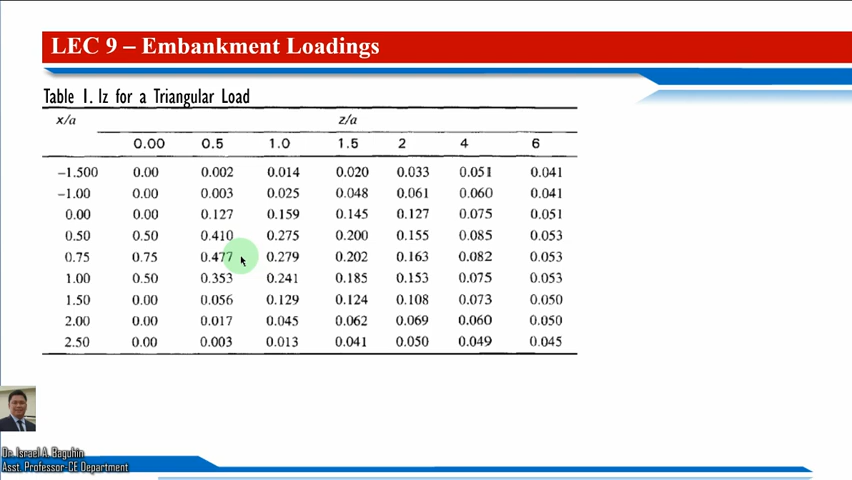 LEC 9 – Embankment Loadings
Table 1. Iz for a Triangular Load
x/a z/a
0.00 0.5 1.0 1.5 2 4 6
–1.500 0.00 0.002 0.014 0.020 0.033 0.051 0.041
–1.00 0.00 0.003 0.025 0.048 0.061 0.060 0.041
0.00 0.00 0.127 0.159 0.145 0.127 0.075 0.051
0.50 0.50 0.410 0.275 0.200 0.155 0.085 0.053
0.75 0.75 0.477 0.279 0.202 0.163 0.082 0.053
1.00 0.50 0.353 0.241 0.185 0.153 0.075 0.053
1.50 0.00 0.056 0.129 0.124 0.108 0.073 0.050
2.00 0.00 0.017 0.045 0.062 0.069 0.060 0.050
2.50 0.00 0.003 0.013 0.041 0.050 0.049 0.045
Dr. Israel A. Baguhin
Asst. Professor-CE Department